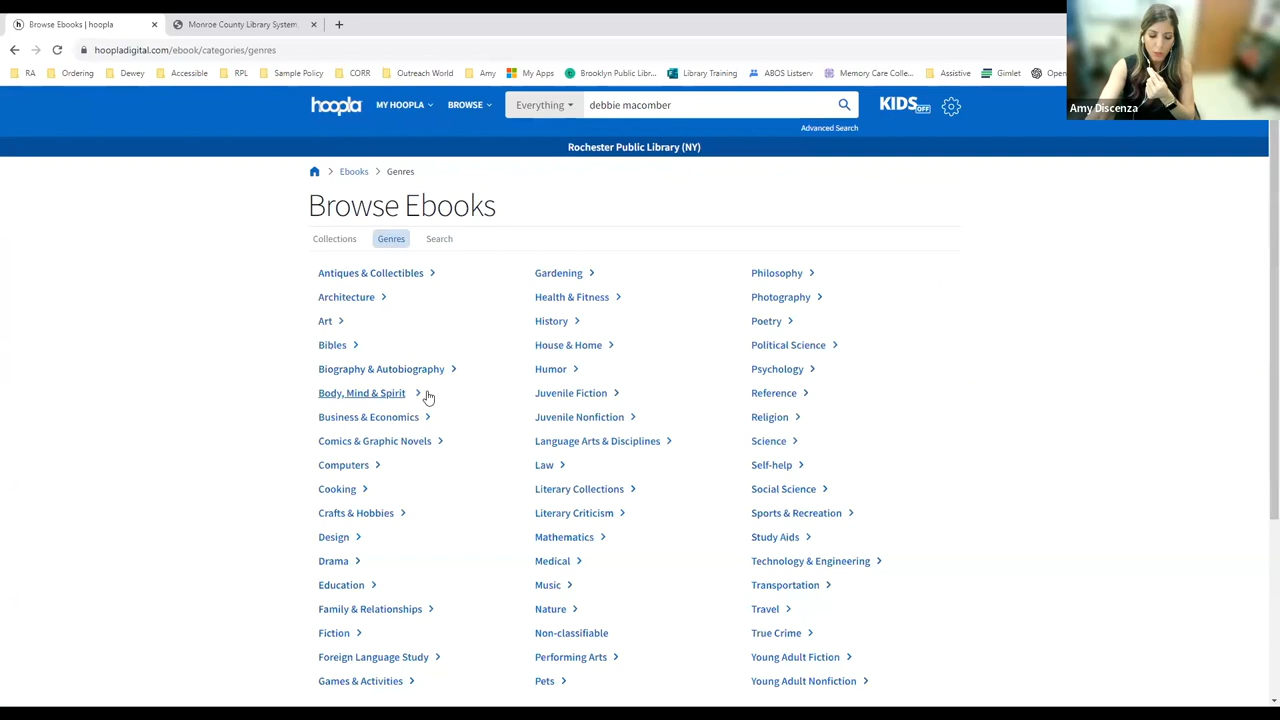 Browse Ebooks | hoopla
Monroe County Library System
hoopladigital.com/ebook/categories/genres
RA Ordering Dewey Accessible RPL Sample Policy CORR Outreach World Amy My Apps Brooklyn Public Libr... Library Training ABOS Listserv Memory Care Colle... Assistive Gimlet Open
Amy Discenza
hoopla MY HOOPLA BROWSE Everything debbie macomber KIDS OFF
Advanced Search
Rochester Public Library (NY)
Ebooks Genres
Browse Ebooks
Collections Genres Search
Antiques & Collectibles Gardening Philosophy
Architecture Health & Fitness Photography
Art History Poetry
Bibles House & Home Political Science
Biography & Autobiography Humor Psychology
Body, Mind & Spirit Juvenile Fiction Reference
Business & Economics Juvenile Nonfiction Religion
Comics & Graphic Novels Language Arts & Disciplines Science
Computers Law Self-help
Cooking Literary Collections Social Science
Crafts & Hobbies Literary Criticism Sports & Recreation
Design Mathematics Study Aids
Drama Medical Technology & Engineering
Education Music Transportation
Family & Relationships Nature Travel
Fiction Non-classifiable True Crime
Foreign Language Study Performing Arts Young Adult Fiction
Games & Activities Pets Young Adult Nonfiction